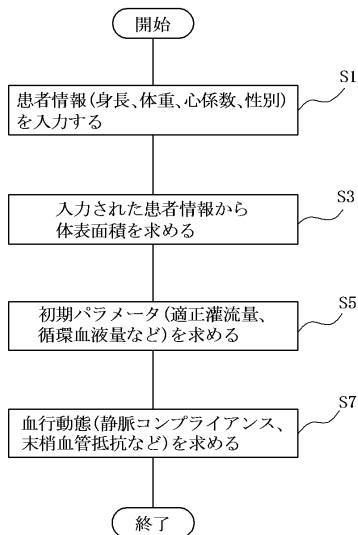 開始
S1
患者情報(身長、体重、心係数、性別)
を入力する
S3
入力された患者情報から
体表面積を求める
S5
初期パラメータ(適正灌流量、
循環血液量など)を求める
S7
血行動態(静脈コンプライアンス、
末梢血管抵抗など)を求める
終了